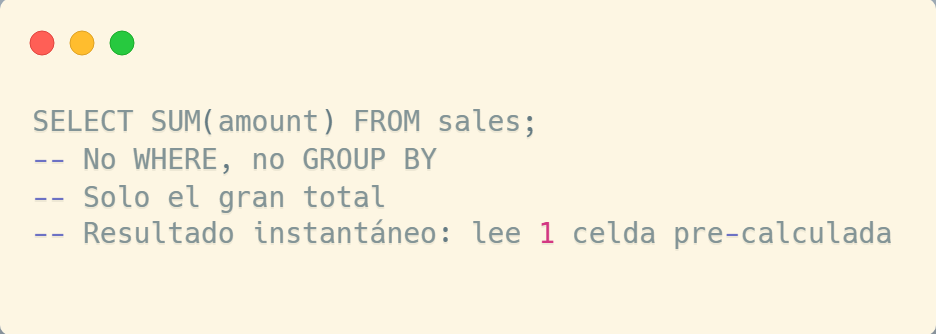 SELECT SUM(amount) FROM sales;
-- No WHERE, no GROUP BY
-- Solo el gran total
-- Resultado instantáneo: lee 1 celda pre-calculada